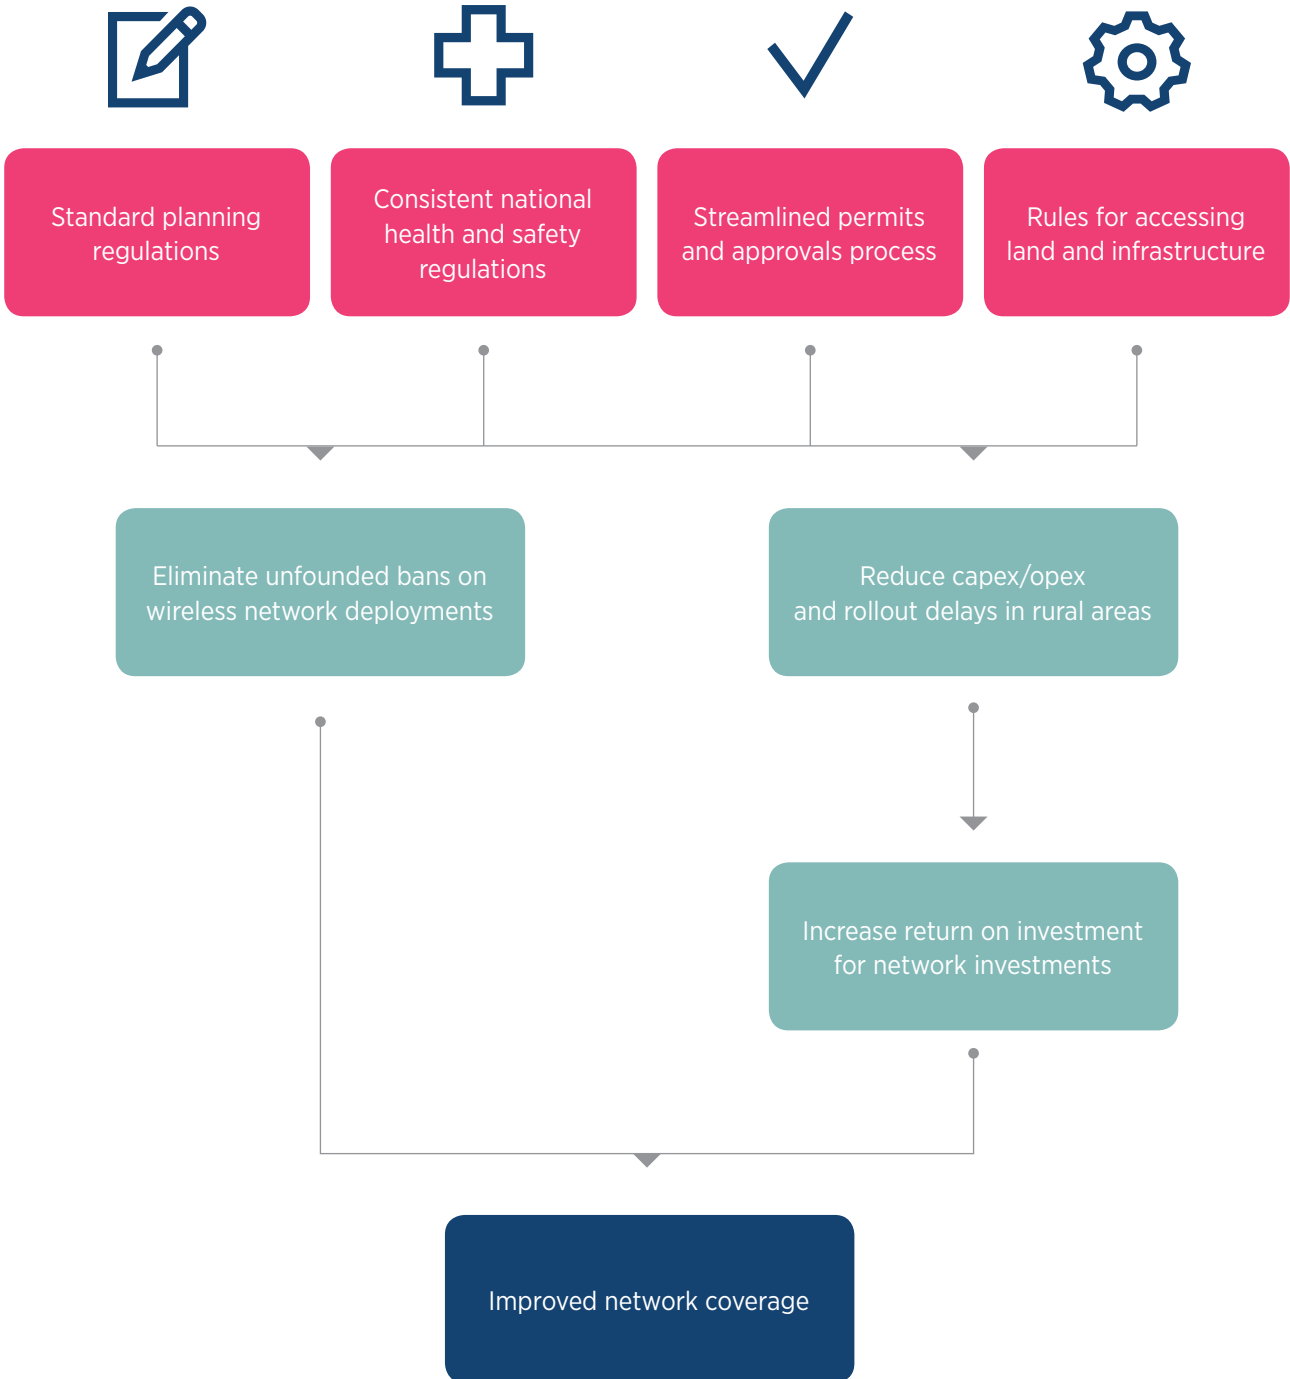 Standard planning
regulations
Consistent national
health and safety
regulations
Streamlined permits
and approvals process
Rules for accessing
land and infrastructure
Eliminate unfounded bans on
wireless network deployments
Reduce capex/opex
and rollout delays in rural areas
Increase return on investment
for network investments
Improved network coverage